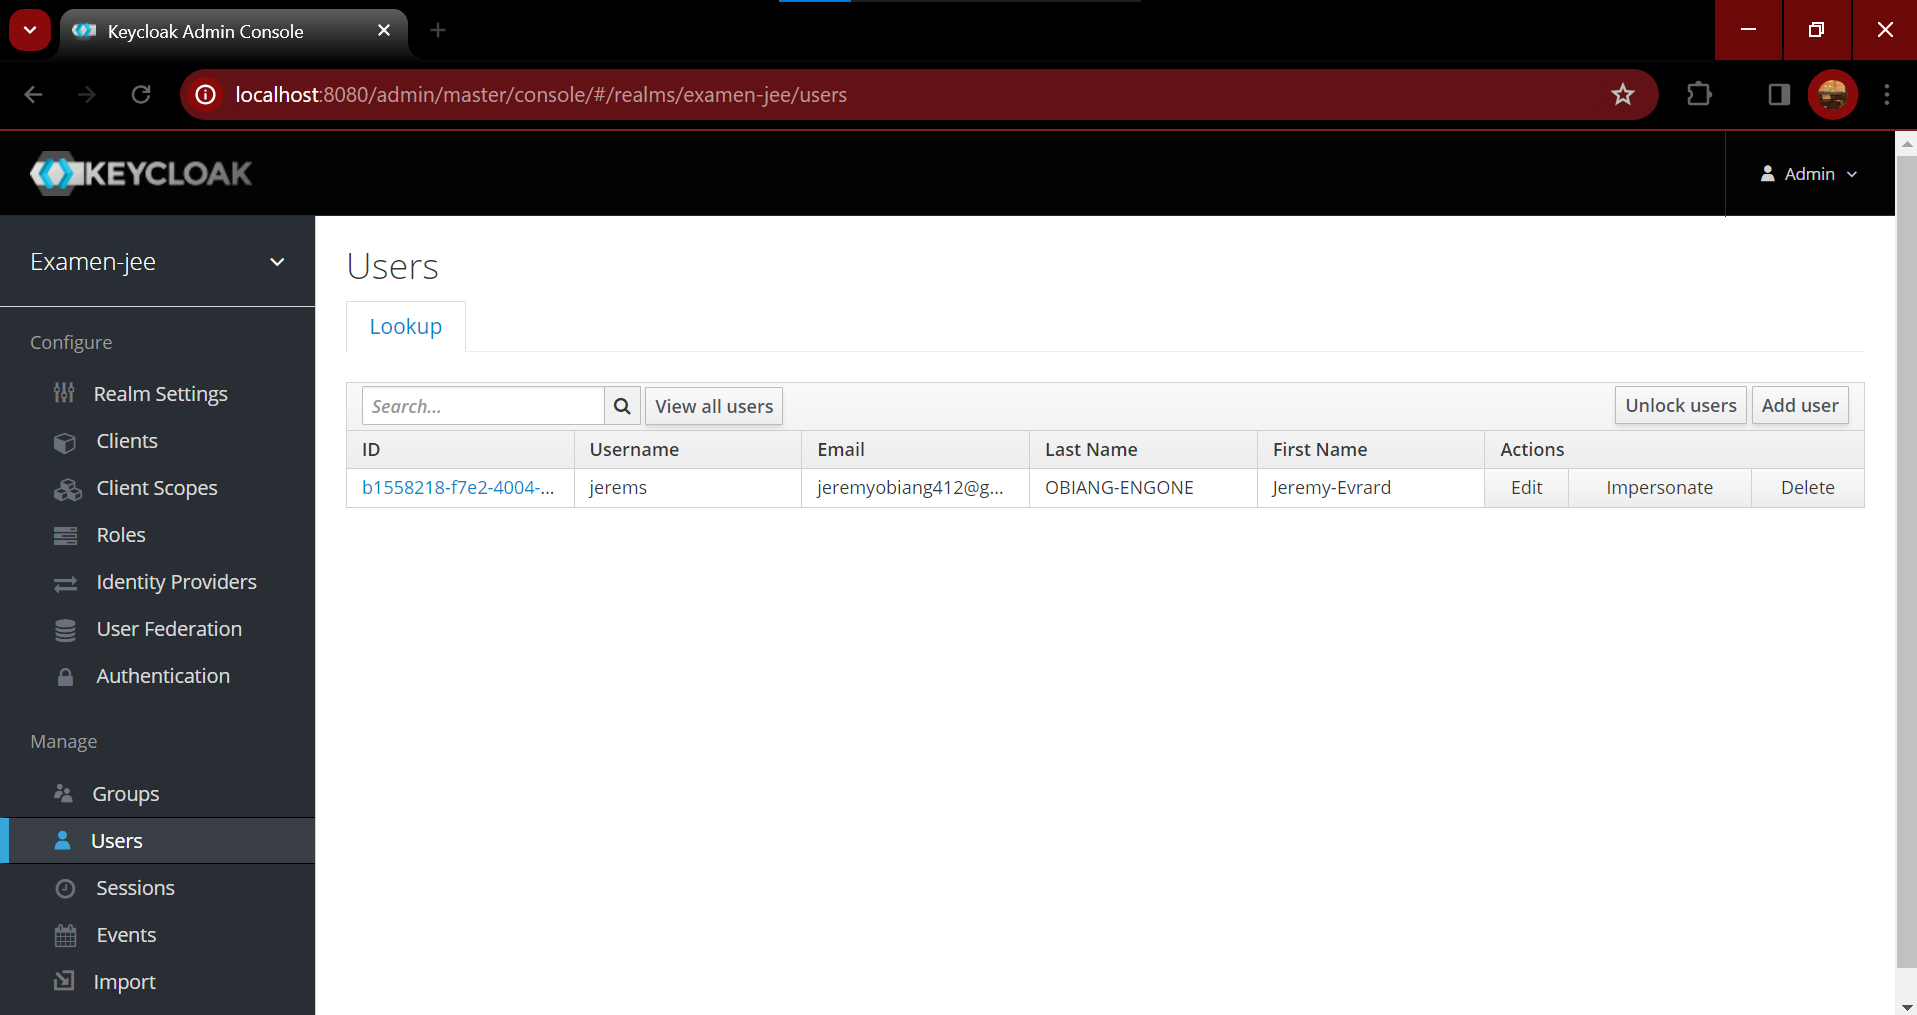 Keycloak Admin Console
localhost:8080/admin/master/console/#/realms/examen-jee/users
KEYCLOAK
Admin
Examen-jee
Configure
Realm Settings
Clients
Client Scopes
Roles
Identity Providers
User Federation
Authentication
Manage
Groups
Users
Sessions
Events
Import
Users
Lookup
Search... View all users Unlock users Add user
ID Username Email Last Name First Name Actions
b1558218-f7e2-4004-... jerems jeremyobiang412@g... OBIANG-ENGONE Jeremy-Evrard Edit Impersonate Delete